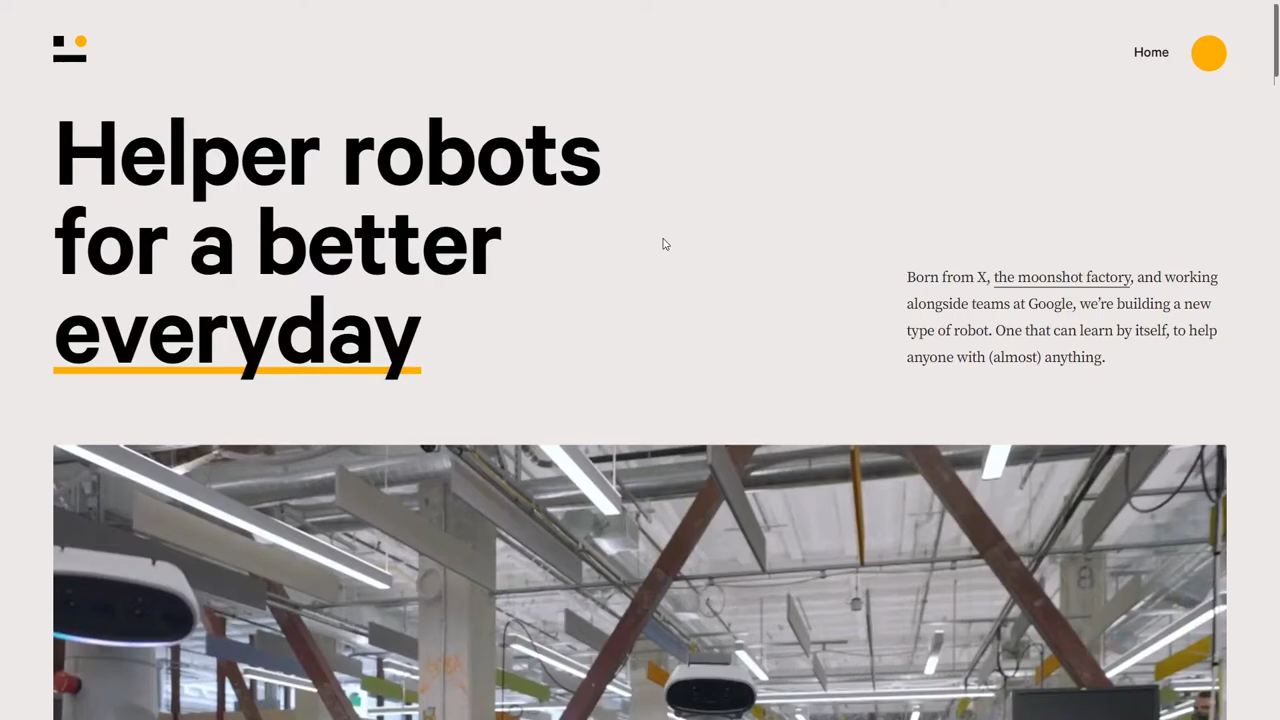 Home
Helper robots
for a better
everyday
Born from X, the moonshot factory, and working
alongside teams at Google, we’re building a new
type of robot. One that can learn by itself, to help
anyone with (almost) anything.